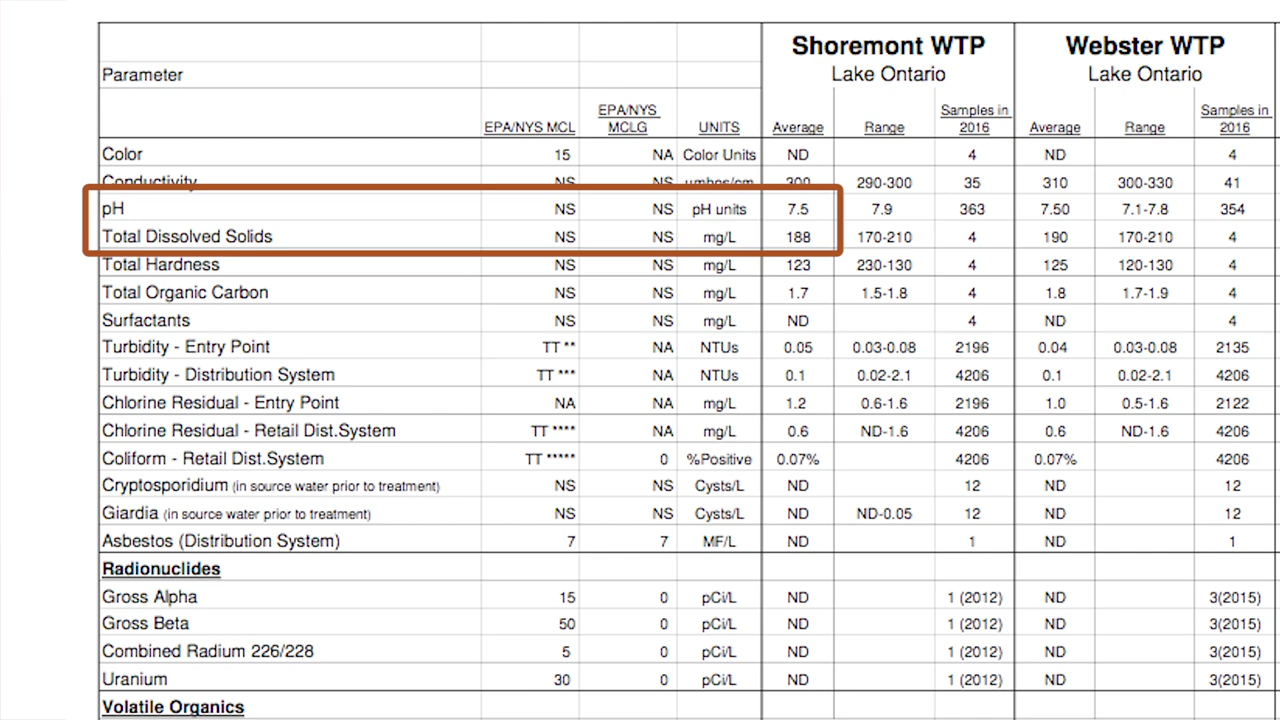 Shoremont WTP Webster WTP
Parameter Lake Ontario Lake Ontario
EPA/NYS MCL EPA/NYS MCLG UNITS Average Range Samples in 2016 Average Range Samples in 2016
Color 15 NA Color Units ND 4 ND 4
Conductivity NS NS umhos/cm 300 290-300 35 310 300-330 41
pH NS NS pH units 7.5 7.9 363 7.50 7.1-7.8 354
Total Dissolved Solids NS NS mg/L 188 170-210 4 190 170-210 4
Total Hardness NS NS mg/L 123 230-130 4 125 120-130 4
Total Organic Carbon NS NS mg/L 1.7 1.5-1.8 4 1.8 1.7-1.9 4
Surfactants NS NS mg/L ND 4 ND 4
Turbidity - Entry Point TT ** NA NTUs 0.05 0.03-0.08 2196 0.04 0.03-0.08 2135
Turbidity - Distribution System TT *** NA NTUs 0.1 0.02-2.1 4206 0.1 0.02-2.1 4206
Chlorine Residual - Entry Point NA NA mg/L 1.2 0.6-1.6 2196 1.0 0.5-1.6 2122
Chlorine Residual - Retail Dist.System TT **** NA mg/L 0.6 ND-1.6 4206 0.6 ND-1.6 4206
Coliform - Retail Dist.System TT ***** 0 %Positive 0.07% 4206 0.07% 4206
Cryptosporidium (in source water prior to treatment) NS NS Cysts/L ND 12 ND 12
Giardia (in source water prior to treatment) NS NS Cysts/L ND ND-0.05 12 ND 12
Asbestos (Distribution System) 7 7 MF/L ND 1 ND 1
Radionuclides
Gross Alpha 15 0 pCi/L ND 1 (2012) ND 3(2015)
Gross Beta 50 0 pCi/L ND 1 (2012) ND 3(2015)
Combined Radium 226/228 5 0 pCi/L ND 1 (2012) ND 3(2015)
Uranium 30 0 pCi/L ND 1 (2012) ND 3(2015)
Volatile Organics